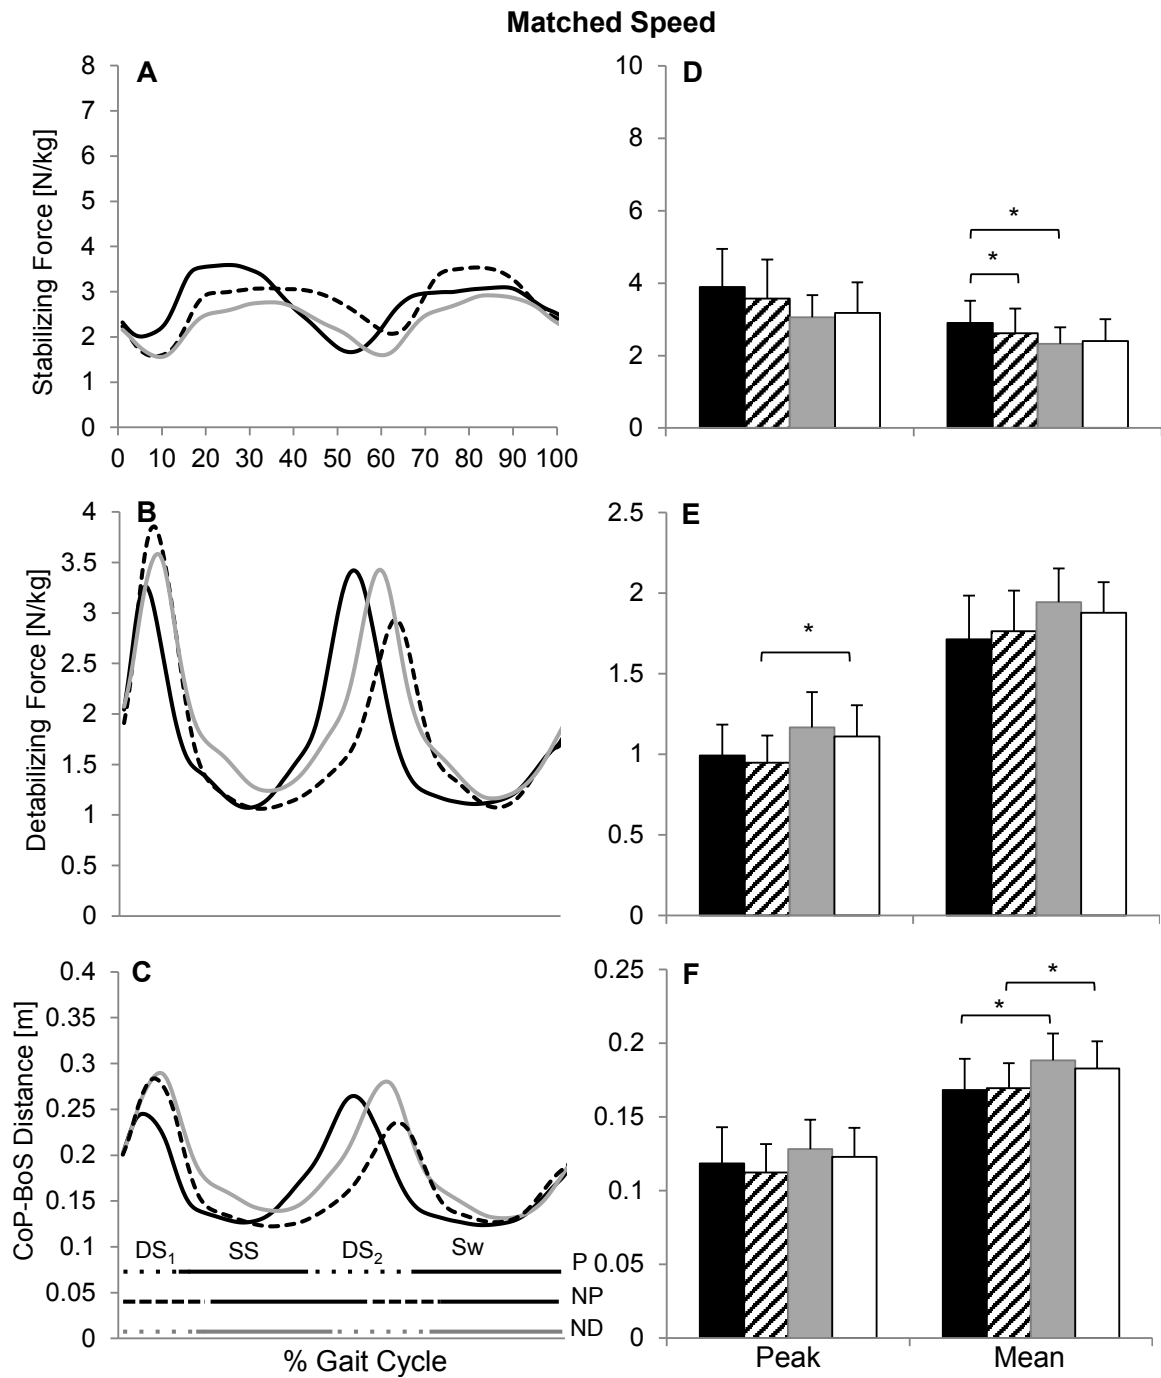 Matched Speed
A
Stabilizing Force [N/kg]
8
7
6
5
4
3
2
1
0
0 10 20 30 40 50 60 70 80 90 100
D
10
8
6
4
2
0
*
*
B
Detabilizing Force [N/kg]
4
3.5
3
2.5
2
1.5
1
0.5
0
E
2.5
2
1.5
1
0.5
0
*
C
CoP-BoS Distance [m]
0.4
0.35
0.3
0.25
0.2
0.15
0.1
0.05
0
DS₁ SS DS₂ Sw
P
NP
ND
% Gait Cycle
F
0.25
0.2
0.15
0.1
0.05
0
*
*
Peak Mean